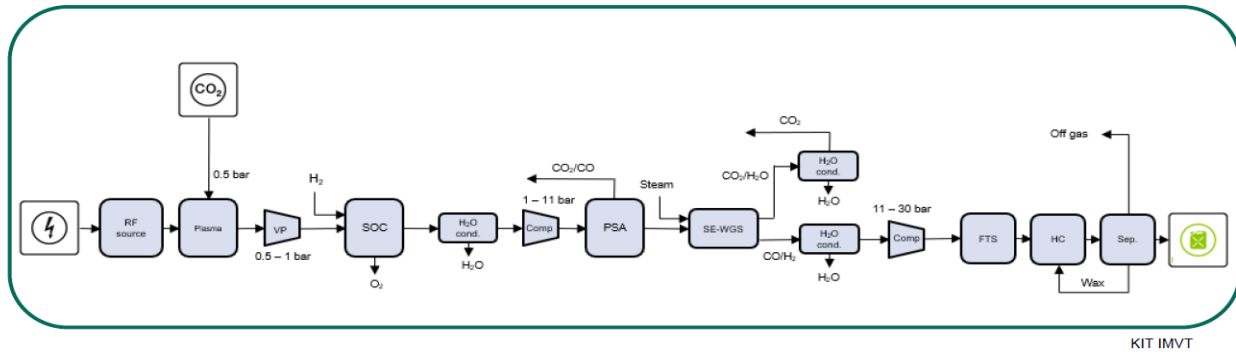 CO₂
CO₂
Off gas
0.5 bar
H₂
CO₂/CO
Steam
CO₂/H₂O
H₂O
cond.
H₂O
1 – 11 bar
11 – 30 bar
RF
source
Plasma
VP
SOC
H₂O
cond.
Comp
PSA
SE-WGS
H₂O
cond.
Comp
FTS
HC
Sep.
0.5 – 1 bar
O₂
H₂O
CO/H₂
H₂O
Wax
KIT IMVT